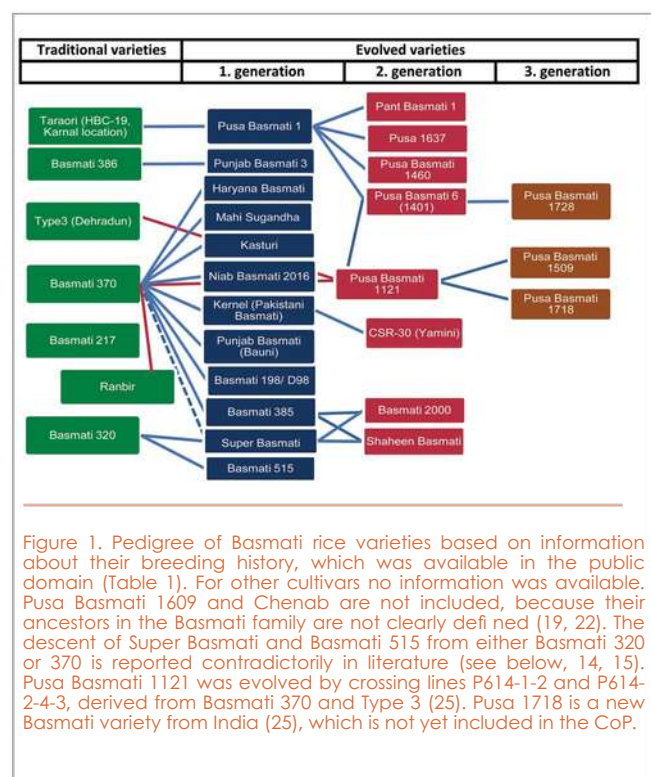 Traditional varieties Evolved varieties
1. generation 2. generation 3. generation
Taraori (HBC-19,
Karnal location)
Basmati 386
Type3 (Dehradun)
Basmati 370
Basmati 217
Ranbir
Basmati 320
Pusa Basmati 1
Punjab Basmati 3
Haryana Basmati
Mahi Sugandha
Kasturi
Niab Basmati 2016
Kernel (Pakistani
Basmati)
Punjab Basmati
(Bauni)
Basmati 198/ D98
Basmati 385
Super Basmati
Basmati 515
Pant Basmati 1
Pusa 1637
Pusa Basmati
1460
Pusa Basmati 6
(1401)
Pusa Basmati
1121
CSR-30 (Yamini)
Basmati 2000
Shaheen Basmati
Pusa Basmati
1728
Pusa Basmati
1509
Pusa Basmati
1718
Figure 1. Pedigree of Basmati rice varieties based on information
about their breeding history, which was available in the public
domain (Table 1). For other cultivars no information was available.
Pusa Basmati 1609 and Chenab are not included, because their
ancestors in the Basmati family are not clearly defi ned (19, 22). The
descent of Super Basmati and Basmati 515 from either Basmati 320
or 370 is reported contradictorily in literature (see below, 14, 15).
Pusa Basmati 1121 was evolved by crossing lines P614-1-2 and P614-
2-4-3, derived from Basmati 370 and Type 3 (25). Pusa 1718 is a new
Basmati variety from India (25), which is not yet included in the CoP.